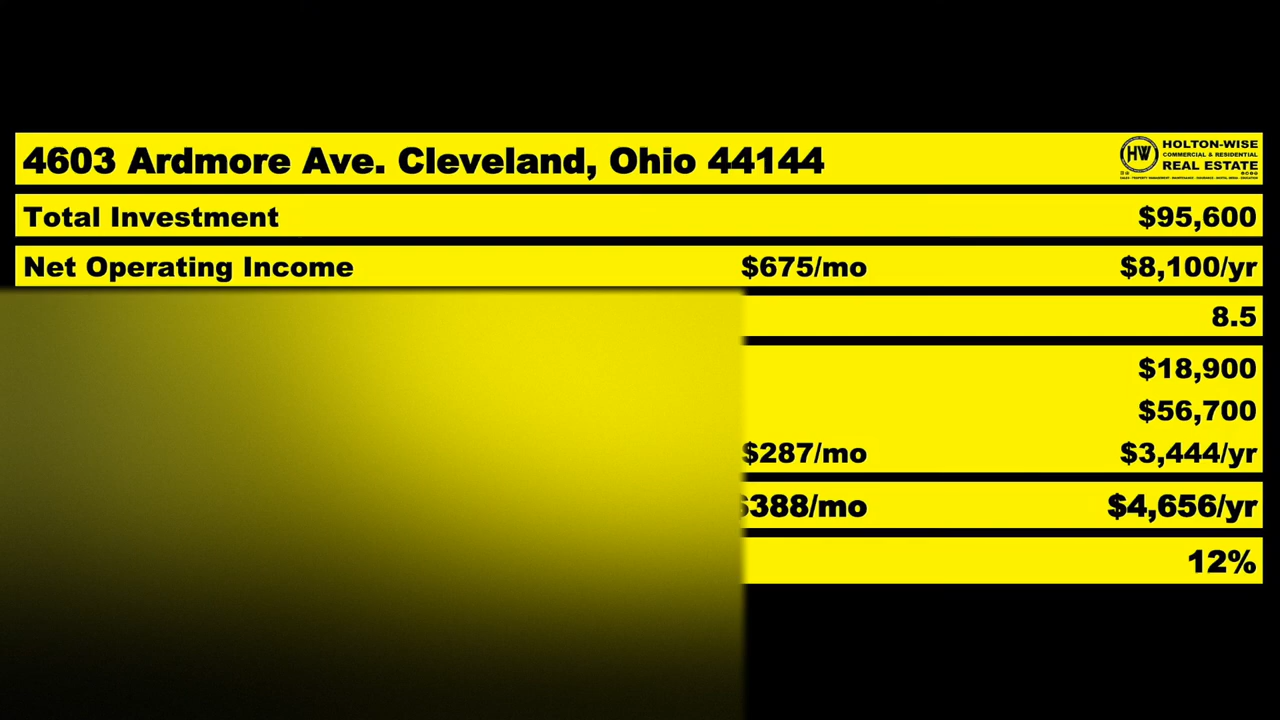 4603 Ardmore Ave. Cleveland, Ohio 44144
HOLTON-WISE
COMMERCIAL & RESIDENTIAL
REAL ESTATE
HW
Total Investment $95,600
Net Operating Income $675/mo $8,100/yr
8.5
$18,900
$56,700
$287/mo $3,444/yr
$388/mo $4,656/yr
12%